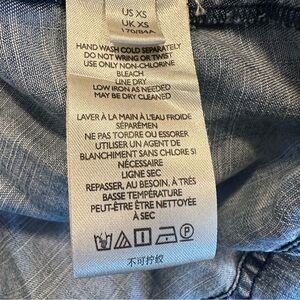 US XS
UK XS
170/84A
HAND WASH COLD SEPARATELY
DO NOT WRING OR TWIST
USE ONLY NON-CHLORINE
BLEACH
LINE DRY
LOW IRON AS NEEDED
MAY BE DRY CLEANED
LAVER À LA MAIN À L'EAU FROIDE
SÉPARÉMEN
NE PAS TORDRE OU ESSORER
UTILISER UN AGENT DE
BLANCHIMENT SANS CHLORE SI
NÉCESSAIRE
LIGNE SEC
REPASSER, AU BESOIN, À TRÈS
BASSE TEMPÉRATURE
PEUT-ÊTRE ÊTRE NETTOYÉE
À SEC
不可拧绞